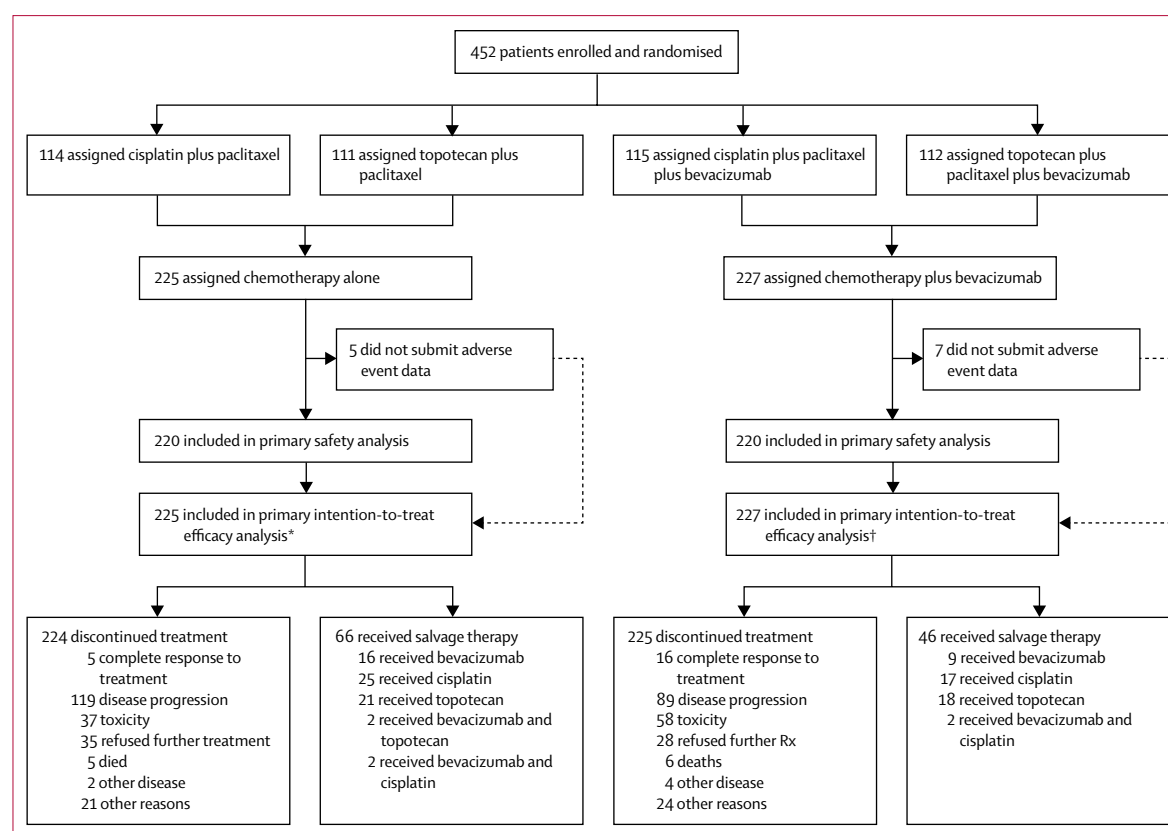 452 patients enrolled and randomised
114 assigned cisplatin plus paclitaxel
111 assigned topotecan plus
paclitaxel
115 assigned cisplatin plus paclitaxel
plus bevacizumab
112 assigned topotecan plus
paclitaxel plus bevacizumab
225 assigned chemotherapy alone
227 assigned chemotherapy plus bevacizumab
5 did not submit adverse
event data
7 did not submit adverse
event data
220 included in primary safety analysis
220 included in primary safety analysis
225 included in primary intention-to-treat
efficacy analysis*
227 included in primary intention-to-treat
efficacy analysis†
224 discontinued treatment
5 complete response to
treatment
119 disease progression
37 toxicity
35 refused further treatment
5 died
2 other disease
21 other reasons
66 received salvage therapy
16 received bevacizumab
25 received cisplatin
21 received topotecan
2 received bevacizumab and
topotecan
2 received bevacizumab and
cisplatin
225 discontinued treatment
16 complete response to
treatment
89 disease progression
58 toxicity
28 refused further Rx
6 deaths
4 other disease
24 other reasons
46 received salvage therapy
9 received bevacizumab
17 received cisplatin
18 received topotecan
2 received bevacizumab and
cisplatin